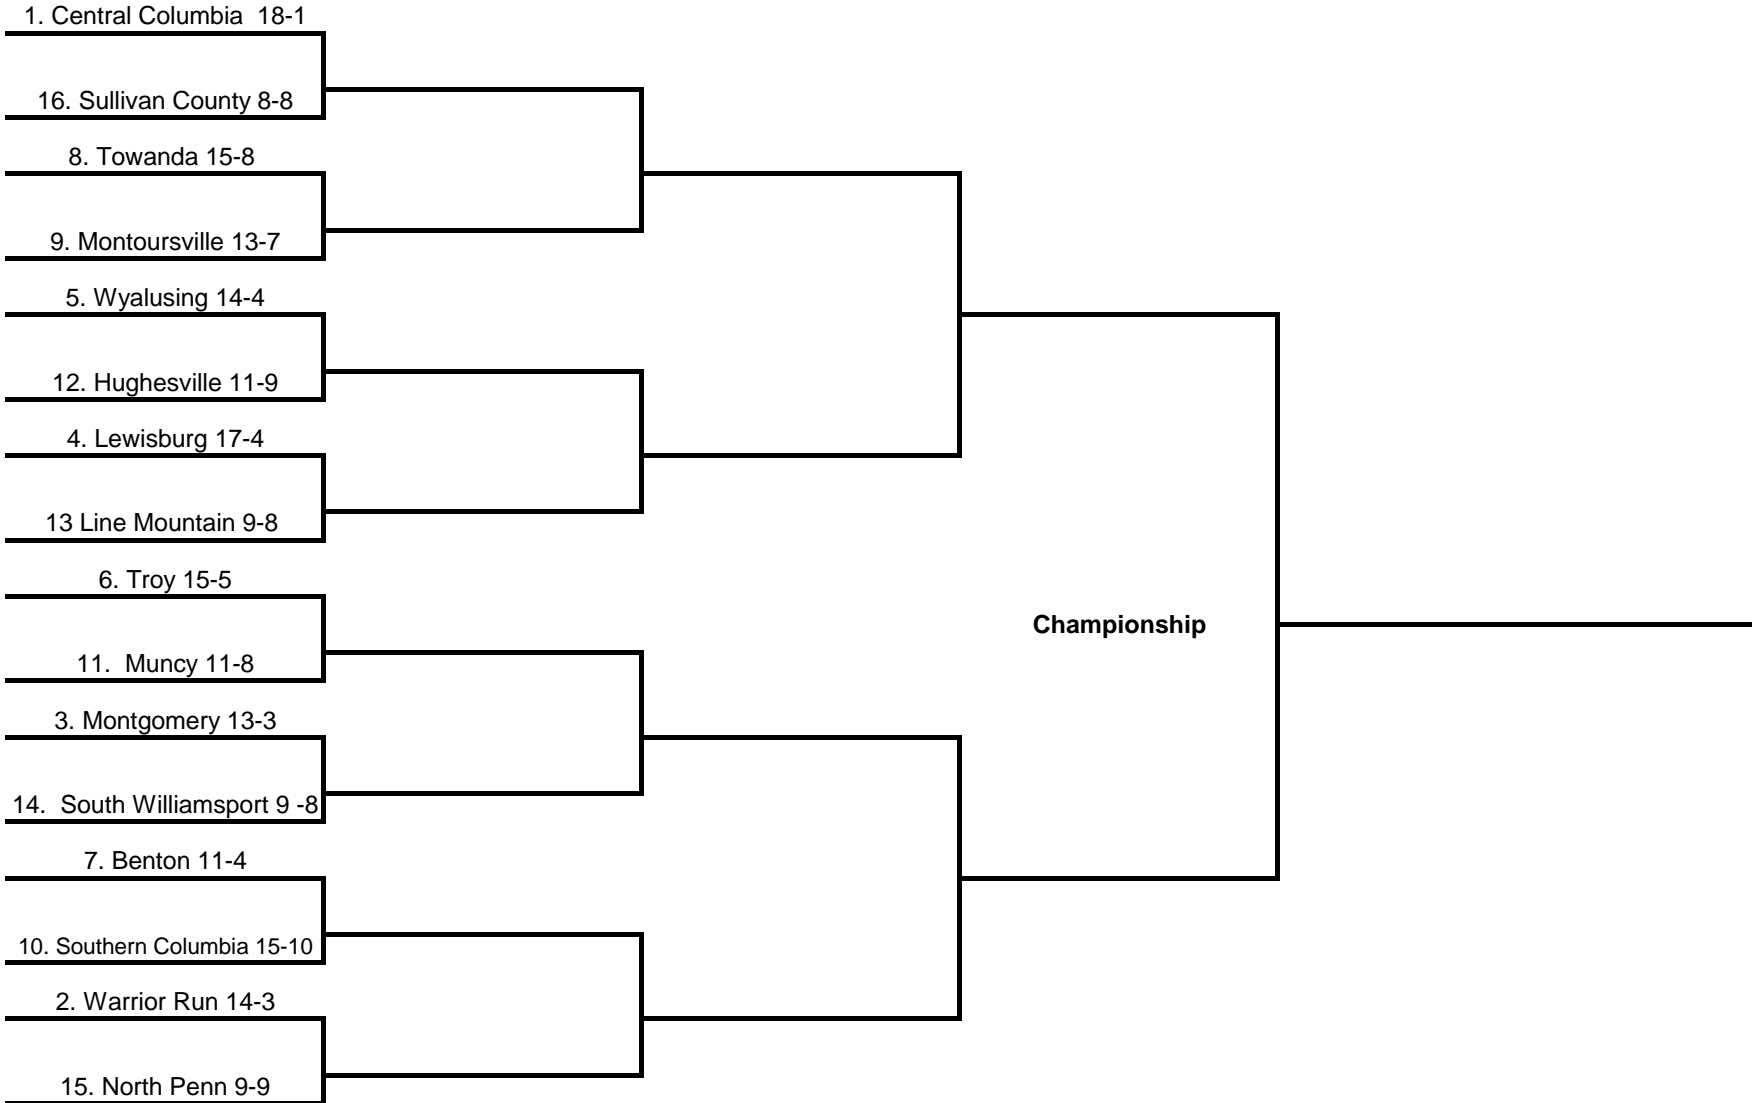 1. Central Columbia  18-1
16. Sullivan County 8-8
8. Towanda 15-8
9. Montoursville 13-7
5. Wyalusing 14-4
12. Hughesville 11-9
4. Lewisburg 17-4
13 Line Mountain 9-8
6. Troy 15-5
Championship
11.  Muncy 11-8
3. Montgomery 13-3
14.  South Williamsport 9 -8
7. Benton 11-4
10. Southern Columbia 15-10
2. Warrior Run 14-3
15. North Penn 9-9